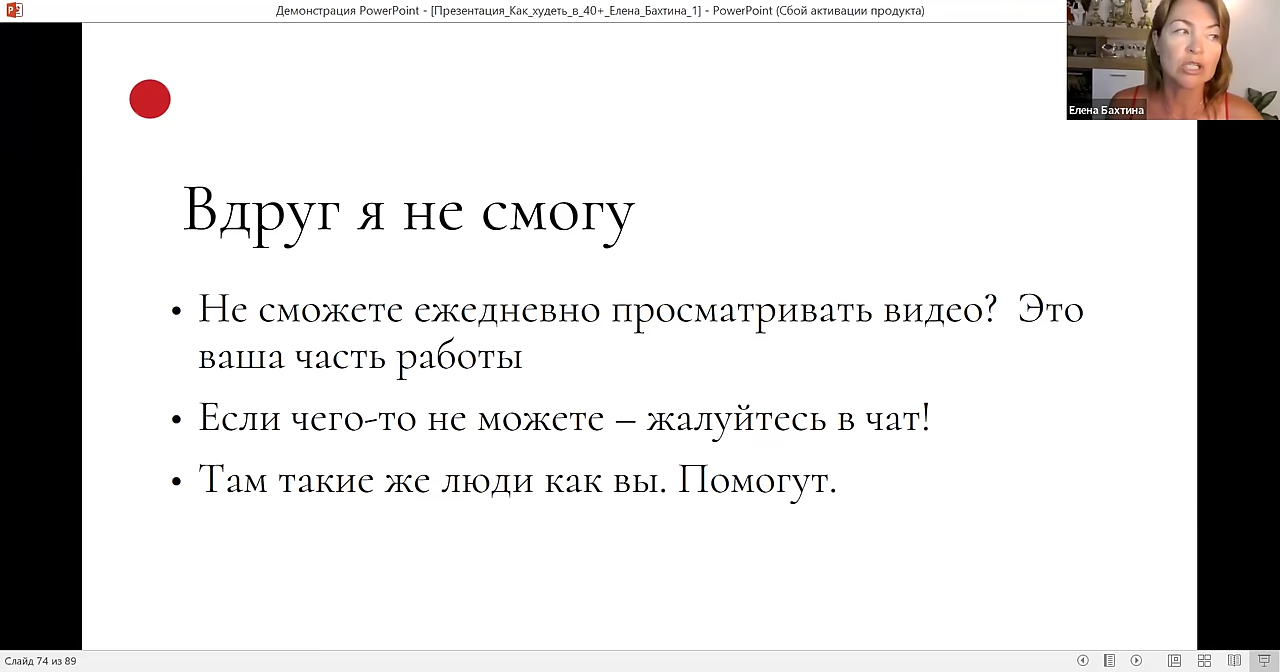 Демонстрация PowerPoint - [Презентация_Как_худеть_в_40+_Елена_Бахтина_1] - PowerPoint (Сбой активации продукта)
Елена Бахтина
Вдруг я не смогу
• Не сможете ежедневно просматривать видео?  Это
ваша часть работы
• Если чего-то не можете – жалуйтесь в чат!
• Там такие же люди как вы. Помогут.
Слайд 74 из 89